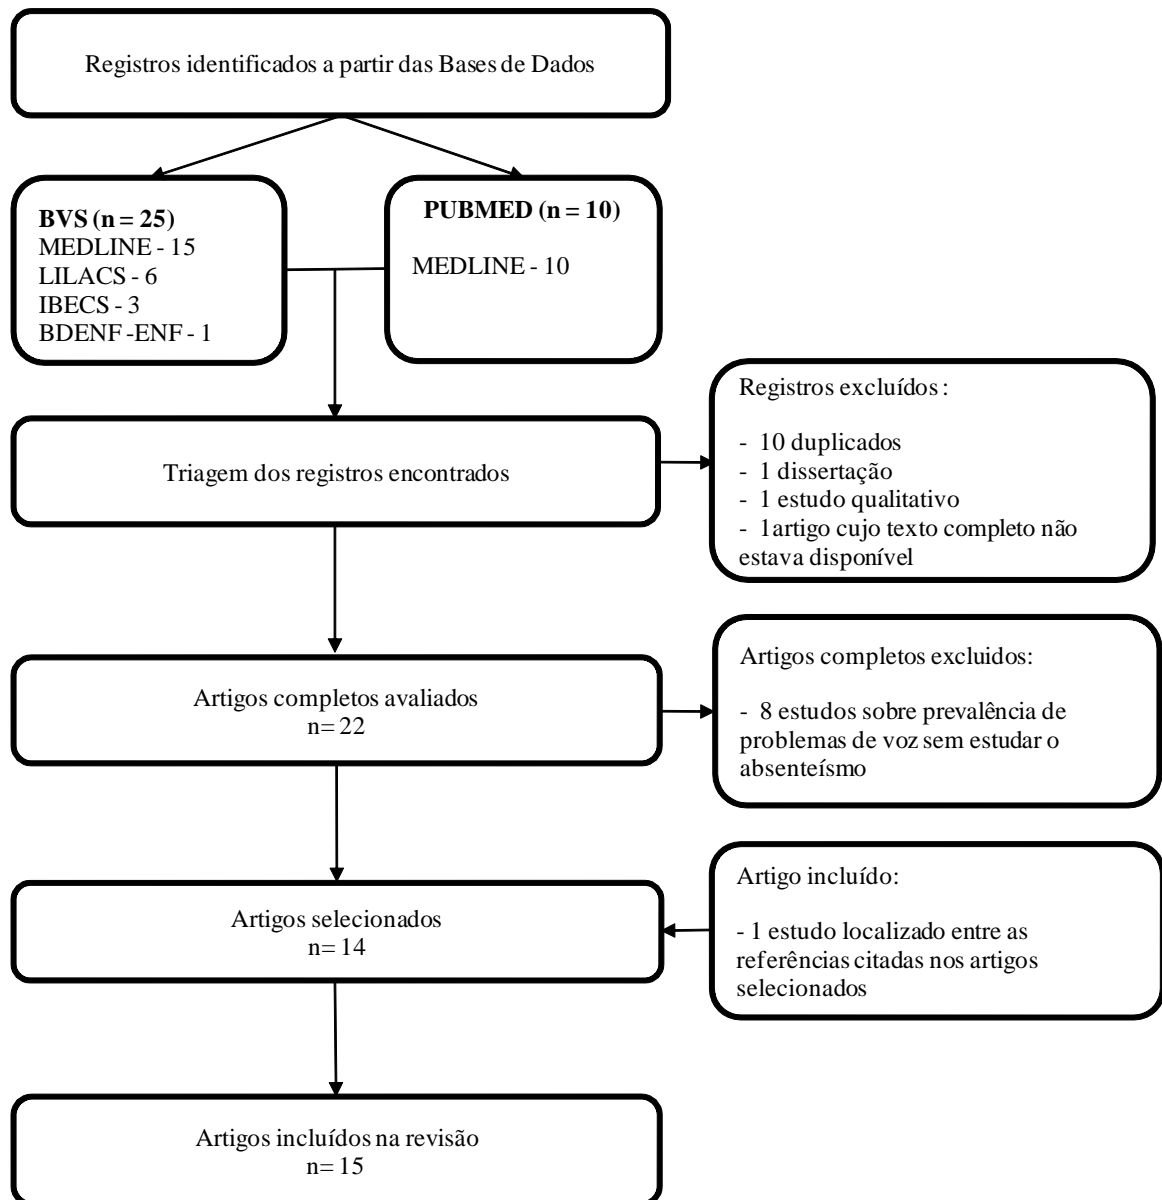 Registros identificados a partir das Bases de Dados
BVS (n = 25)
MEDLINE - 15
LILACS - 6
IBECS - 3
BDENF -ENF - 1
PUBMED (n = 10)
MEDLINE - 10
Triagem dos registros encontrados
Registros excluídos :
- 10 duplicados
- 1 dissertação
- 1 estudo qualitativo
- 1artigo cujo texto completo não
estava disponível
Artigos completos avaliados
n= 22
Artigos completos excluidos:
- 8 estudos sobre prevalência de
problemas de voz sem estudar o
absenteísmo
Artigos selecionados
n= 14
Artigo incluído:
- 1 estudo localizado entre as
referências citadas nos artigos
selecionados
Artigos incluídos na revisão
n= 15